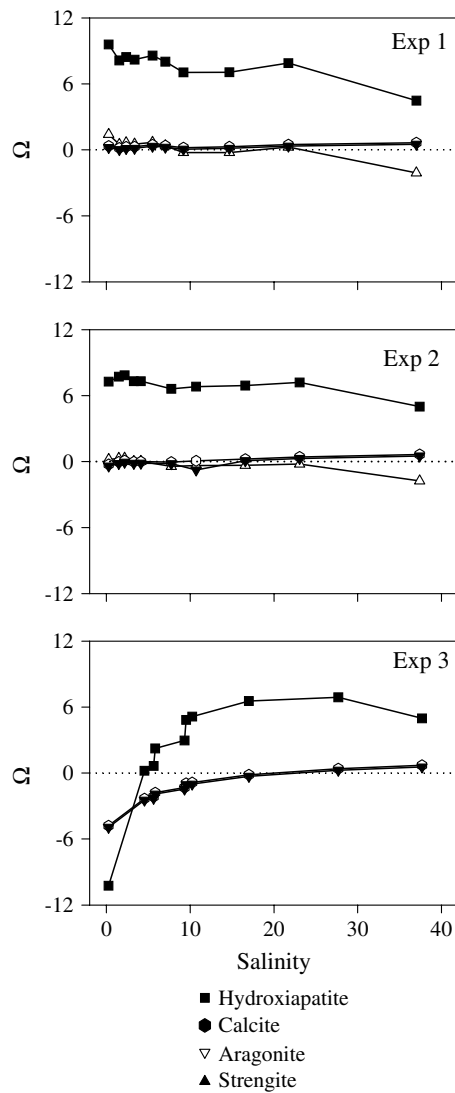 12
Exp 1
6
Ω
0
-6
-12
12
Exp 2
6
Ω
0
-6
-12
12
Exp 3
6
Ω
0
-6
-12
0 10 20 30 40
Salinity
Hydroxiapatite
Calcite
Aragonite
Strengite